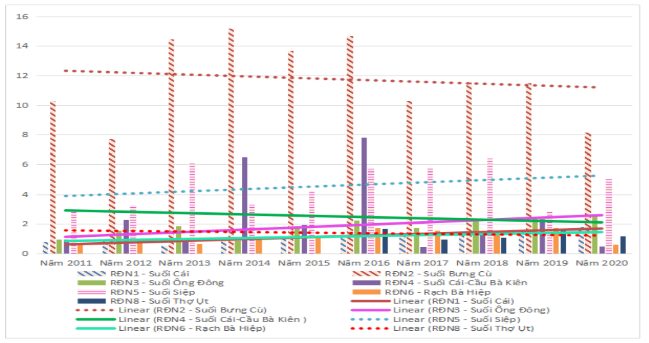 16
14
12
10
8
6
4
2
0
Năm 2011 Năm 2012 Năm 2013 Năm 2014 Năm 2015 Năm 2016 Năm 2017 Năm 2018 Năm 2019 Năm 2020
RĐN1 - Suối Cái RĐN2 - Suối Bưng Cù
RĐN3 - Suối Ông Đông RĐN4 - Suối Cái-Cầu Bà Kiên
RĐN5 - Suối Siệp RĐN6 - Rạch Bà Hiệp
RĐN8 - Suối Thợ Ụt Linear (RĐN1 - Suối Cái)
Linear (RĐN2 - Suối Bưng Cù) Linear (RĐN3 - Suối Ông Đông)
Linear (RĐN4 - Suối Cái-Cầu Bà Kiên ) Linear (RĐN5 - Suối Siệp)
Linear (RĐN6 - Rạch Bà Hiệp) Linear (RĐN8 - Suối Thợ Ụt)